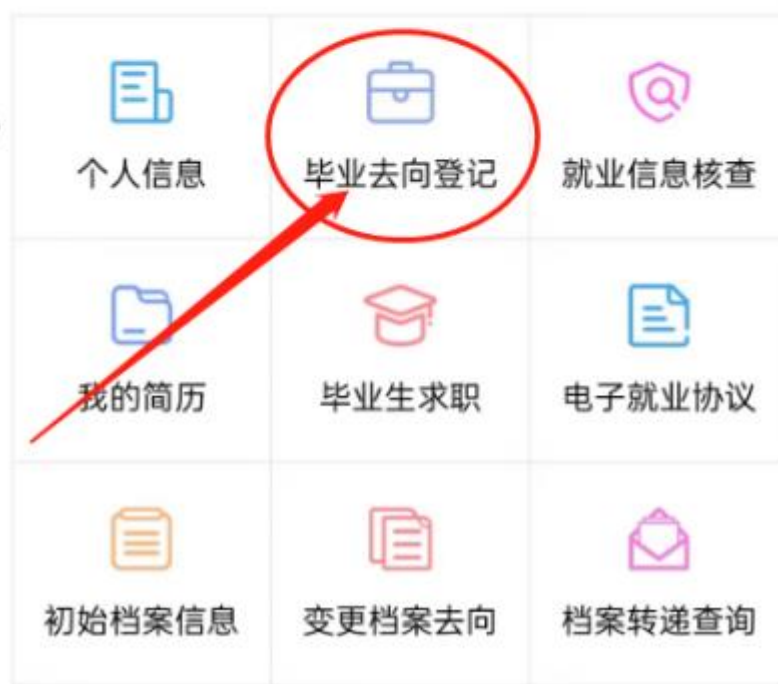 个人信息
毕业去向登记
就业信息核查
我的简历
毕业生求职
电子就业协议
初始档案信息
变更档案去向
档案转递查询